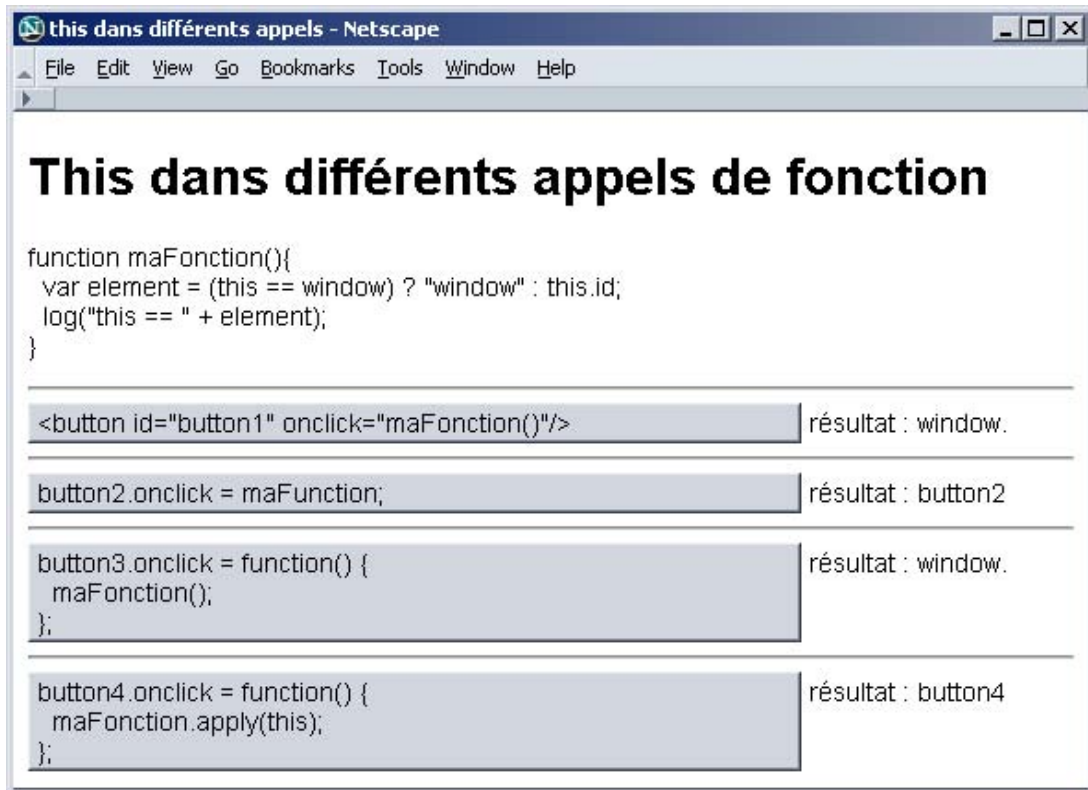 this dans différents appels - Netscape
File Edit View Go Bookmarks Tools Window Help
This dans différents appels de fonction
function maFonction(){
var element = (this == window) ? "window" : this.id;
log("this == " + element);
}
<button id="button1" onclick="maFonction()"/> résultat : window.
button2.onclick = maFunction; résultat : button2
button3.onclick = function() { résultat : window.
maFonction();
};
button4.onclick = function() { résultat : button4
maFonction.apply(this);
};